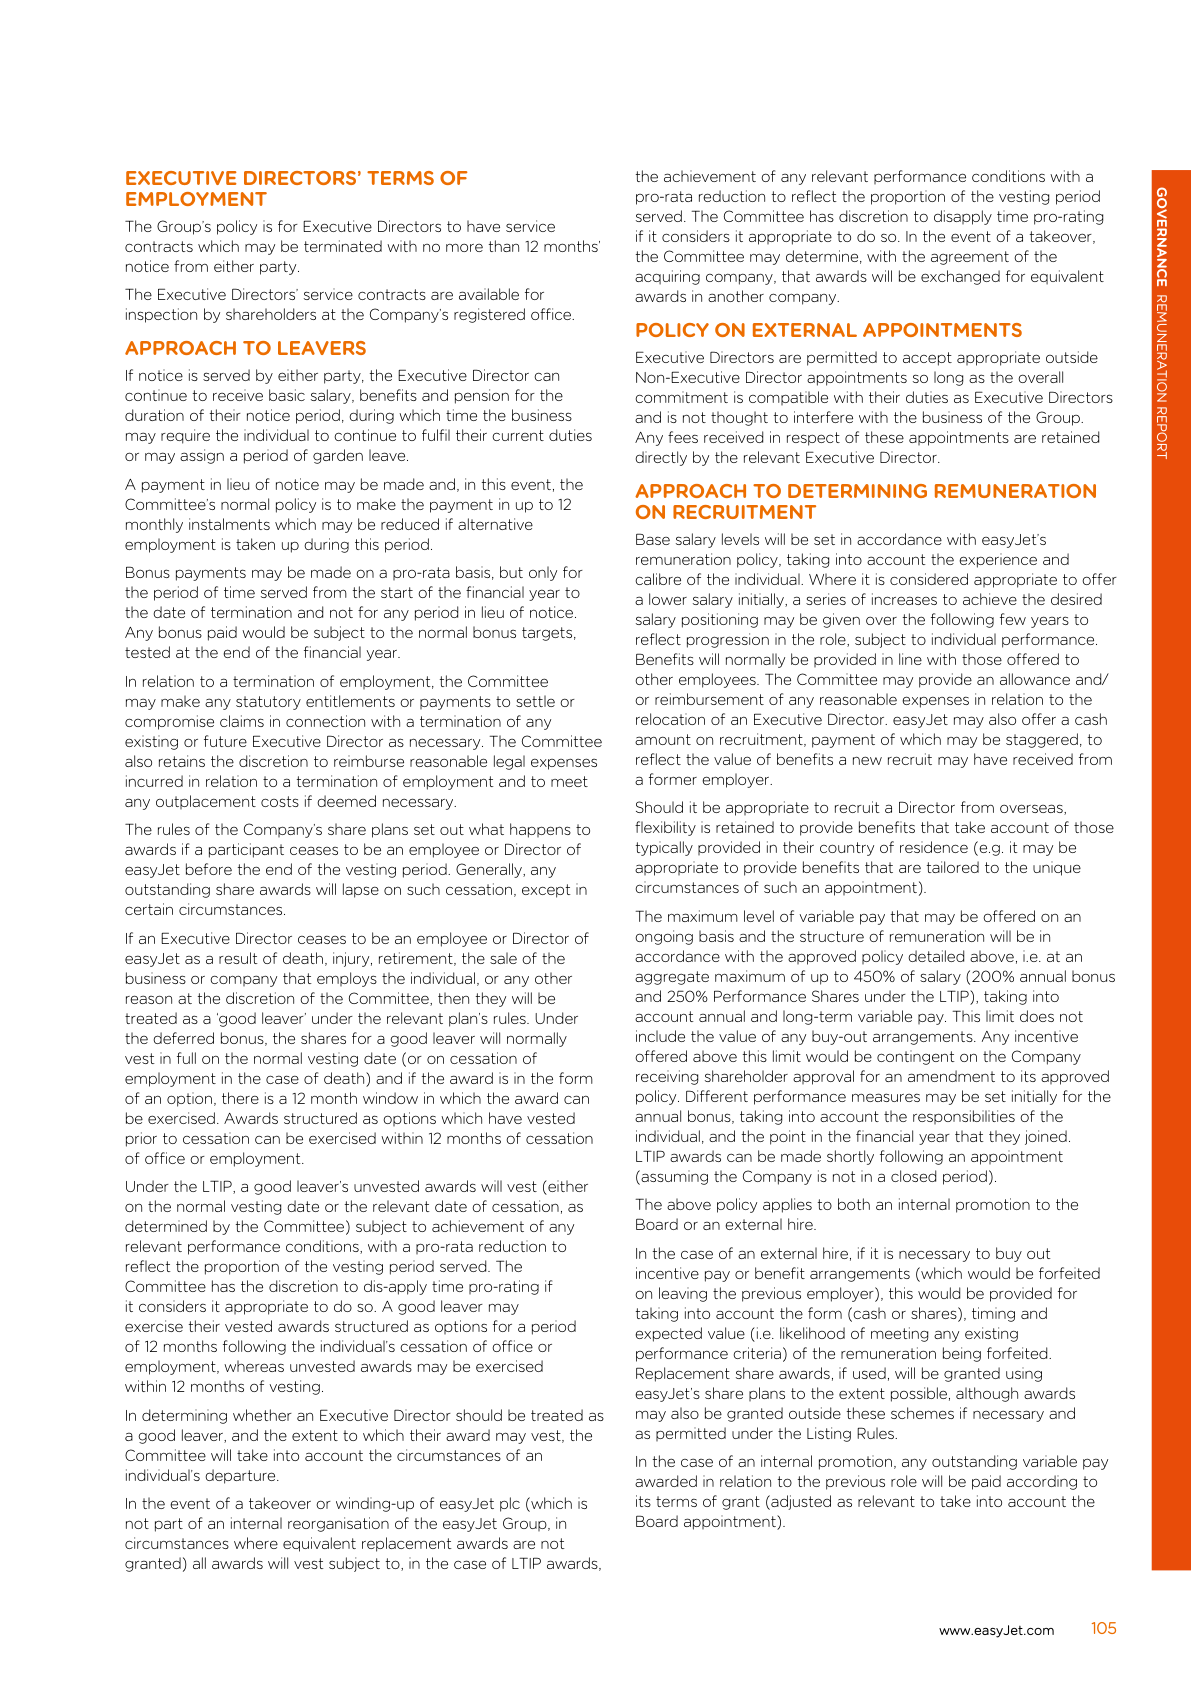 EXECUTIVE DIRECTORS' TERMS OF
EMPLOYMENT
The Group's policy is for Executive Directors to have service
contracts which may be terminated with no more than 12 months'
notice from either party.
The Executive Directors' service contracts are available for
inspection by shareholders at the Company's registered office.
APPROACH TO LEAVERS
If notice is served by either party, the Executive Director can
continue to receive basic salary, benefits and pension for the
duration of their notice period, during which time the business
may require the individual to continue to fulfil their current duties
or may assign a period of garden leave.
A payment in lieu of notice may be made and, in this event, the
Committee's normal policy is to make the payment in up to 12
monthly instalments which may be reduced if alternative
employment is taken up during this period.
Bonus payments may be made on a pro-rata basis, but only for
the period of time served from the start of the financial year to
the date of termination and not for any period in lieu of notice.
Any bonus paid would be subject to the normal bonus targets,
tested at the end of the financial year.
In relation to a termination of employment, the Committee
may make any statutory entitlements or payments to settle or
compromise claims in connection with a termination of any
existing or future Executive Director as necessary. The Committee
also retains the discretion to reimburse reasonable legal expenses
incurred in relation to a termination of employment and to meet
any outplacement costs if deemed necessary.
The rules of the Company's share plans set out what happens to
awards if a participant ceases to be an employee or Director of
easyJet before the end of the vesting period. Generally, any
outstanding share awards will lapse on such cessation, except in
certain circumstances.
If an Executive Director ceases to be an employee or Director of
easyJet as a result of death, injury, retirement, the sale of the
business or company that employs the individual, or any other
reason at the discretion of the Committee, then they will be
treated as a 'good leaver' under the relevant plan's rules. Under
the deferred bonus, the shares for a good leaver will normally
vest in full on the normal vesting date (or on cessation of
employment in the case of death) and if the award is in the form
of an option, there is a 12 month window in which the award can
be exercised. Awards structured as options which have vested
prior to cessation can be exercised within 12 months of cessation
of office or employment.
Under the LTIP, a good leaver's unvested awards will vest (either
on the normal vesting date or the relevant date of cessation, as
determined by the Committee) subject to achievement of any
relevant performance conditions, with a pro-rata reduction to
reflect the proportion of the vesting period served. The
Committee has the discretion to dis-apply time pro-rating if
it considers it appropriate to do so. A good leaver may
exercise their vested awards structured as options for a period
of 12 months following the individual's cessation of office or
employment, whereas unvested awards may be exercised
within 12 months of vesting.
In determining whether an Executive Director should be treated as
a good leaver, and the extent to which their award may vest, the
Committee will take into account the circumstances of an
individual's departure.
In the event of a takeover or winding-up of easyJet plc (which is
not part of an internal reorganisation of the easyJet Group, in
circumstances where equivalent replacement awards are not
granted) all awards will vest subject to, in the case of LTIP awards,
the achievement of any relevant performance conditions with a
pro-rata reduction to reflect the proportion of the vesting period
served. The Committee has discretion to disapply time pro-rating
if it considers it appropriate to do so. In the event of a takeover,
the Committee may determine, with the agreement of the
acquiring company, that awards will be exchanged for equivalent
awards in another company.
POLICY ON EXTERNAL APPOINTMENTS
Executive Directors are permitted to accept appropriate outside
Non-Executive Director appointments so long as the overall
commitment is compatible with their duties as Executive Directors
and is not thought to interfere with the business of the Group.
Any fees received in respect of these appointments are retained
directly by the relevant Executive Director.
APPROACH TO DETERMINING REMUNERATION
ON RECRUITMENT
Base salary levels will be set in accordance with easyJet's
remuneration policy, taking into account the experience and
calibre of the individual. Where it is considered appropriate to offer
a lower salary initially, a series of increases to achieve the desired
salary positioning may be given over the following few years to
reflect progression in the role, subject to individual performance.
Benefits will normally be provided in line with those offered to
other employees. The Committee may provide an allowance and/
or reimbursement of any reasonable expenses in relation to the
relocation of an Executive Director. easyJet may also offer a cash
amount on recruitment, payment of which may be staggered, to
reflect the value of benefits a new recruit may have received from
a former employer.
Should it be appropriate to recruit a Director from overseas,
flexibility is retained to provide benefits that take account of those
typically provided in their country of residence (e.g. it may be
appropriate to provide benefits that are tailored to the unique
circumstances of such an appointment).
The maximum level of variable pay that may be offered on an
ongoing basis and the structure of remuneration will be in
accordance with the approved policy detailed above, i.e. at an
aggregate maximum of up to 450% of salary (200% annual bonus
and 250% Performance Shares under the LTIP), taking into
account annual and long-term variable pay. This limit does not
include the value of any buy-out arrangements. Any incentive
offered above this limit would be contingent on the Company
receiving shareholder approval for an amendment to its approved
policy. Different performance measures may be set initially for the
annual bonus, taking into account the responsibilities of the
individual, and the point in the financial year that they joined.
LTIP awards can be made shortly following an appointment
(assuming the Company is not in a closed period).
The above policy applies to both an internal promotion to the
Board or an external hire.
In the case of an external hire, if it is necessary to buy out
incentive pay or benefit arrangements (which would be forfeited
on leaving the previous employer), this would be provided for
taking into account the form (cash or shares), timing and
expected value (i.e. likelihood of meeting any existing
performance criteria) of the remuneration being forfeited.
Replacement share awards, if used, will be granted using
easyJet's share plans to the extent possible, although awards
may also be granted outside these schemes if necessary and
as permitted under the Listing Rules.
In the case of an internal promotion, any outstanding variable pay
awarded in relation to the previous role will be paid according to
its terms of grant (adjusted as relevant to take into account the
Board appointment).
GOVERNANCE REMUNERATION REPORT
www.easyJet.com 105